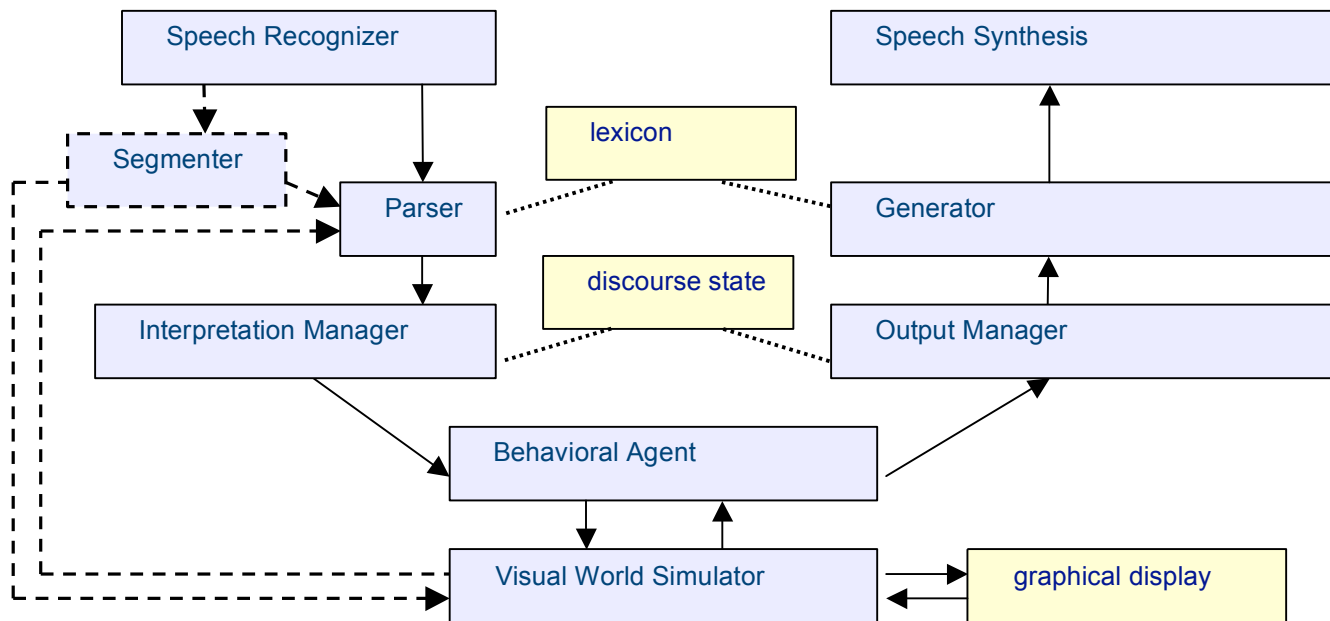 Speech Recognizer
Speech Synthesis
lexicon
Segmenter
Parser
Generator
discourse state
Interpretation Manager
Output Manager
Behavioral Agent
Visual World Simulator
graphical display